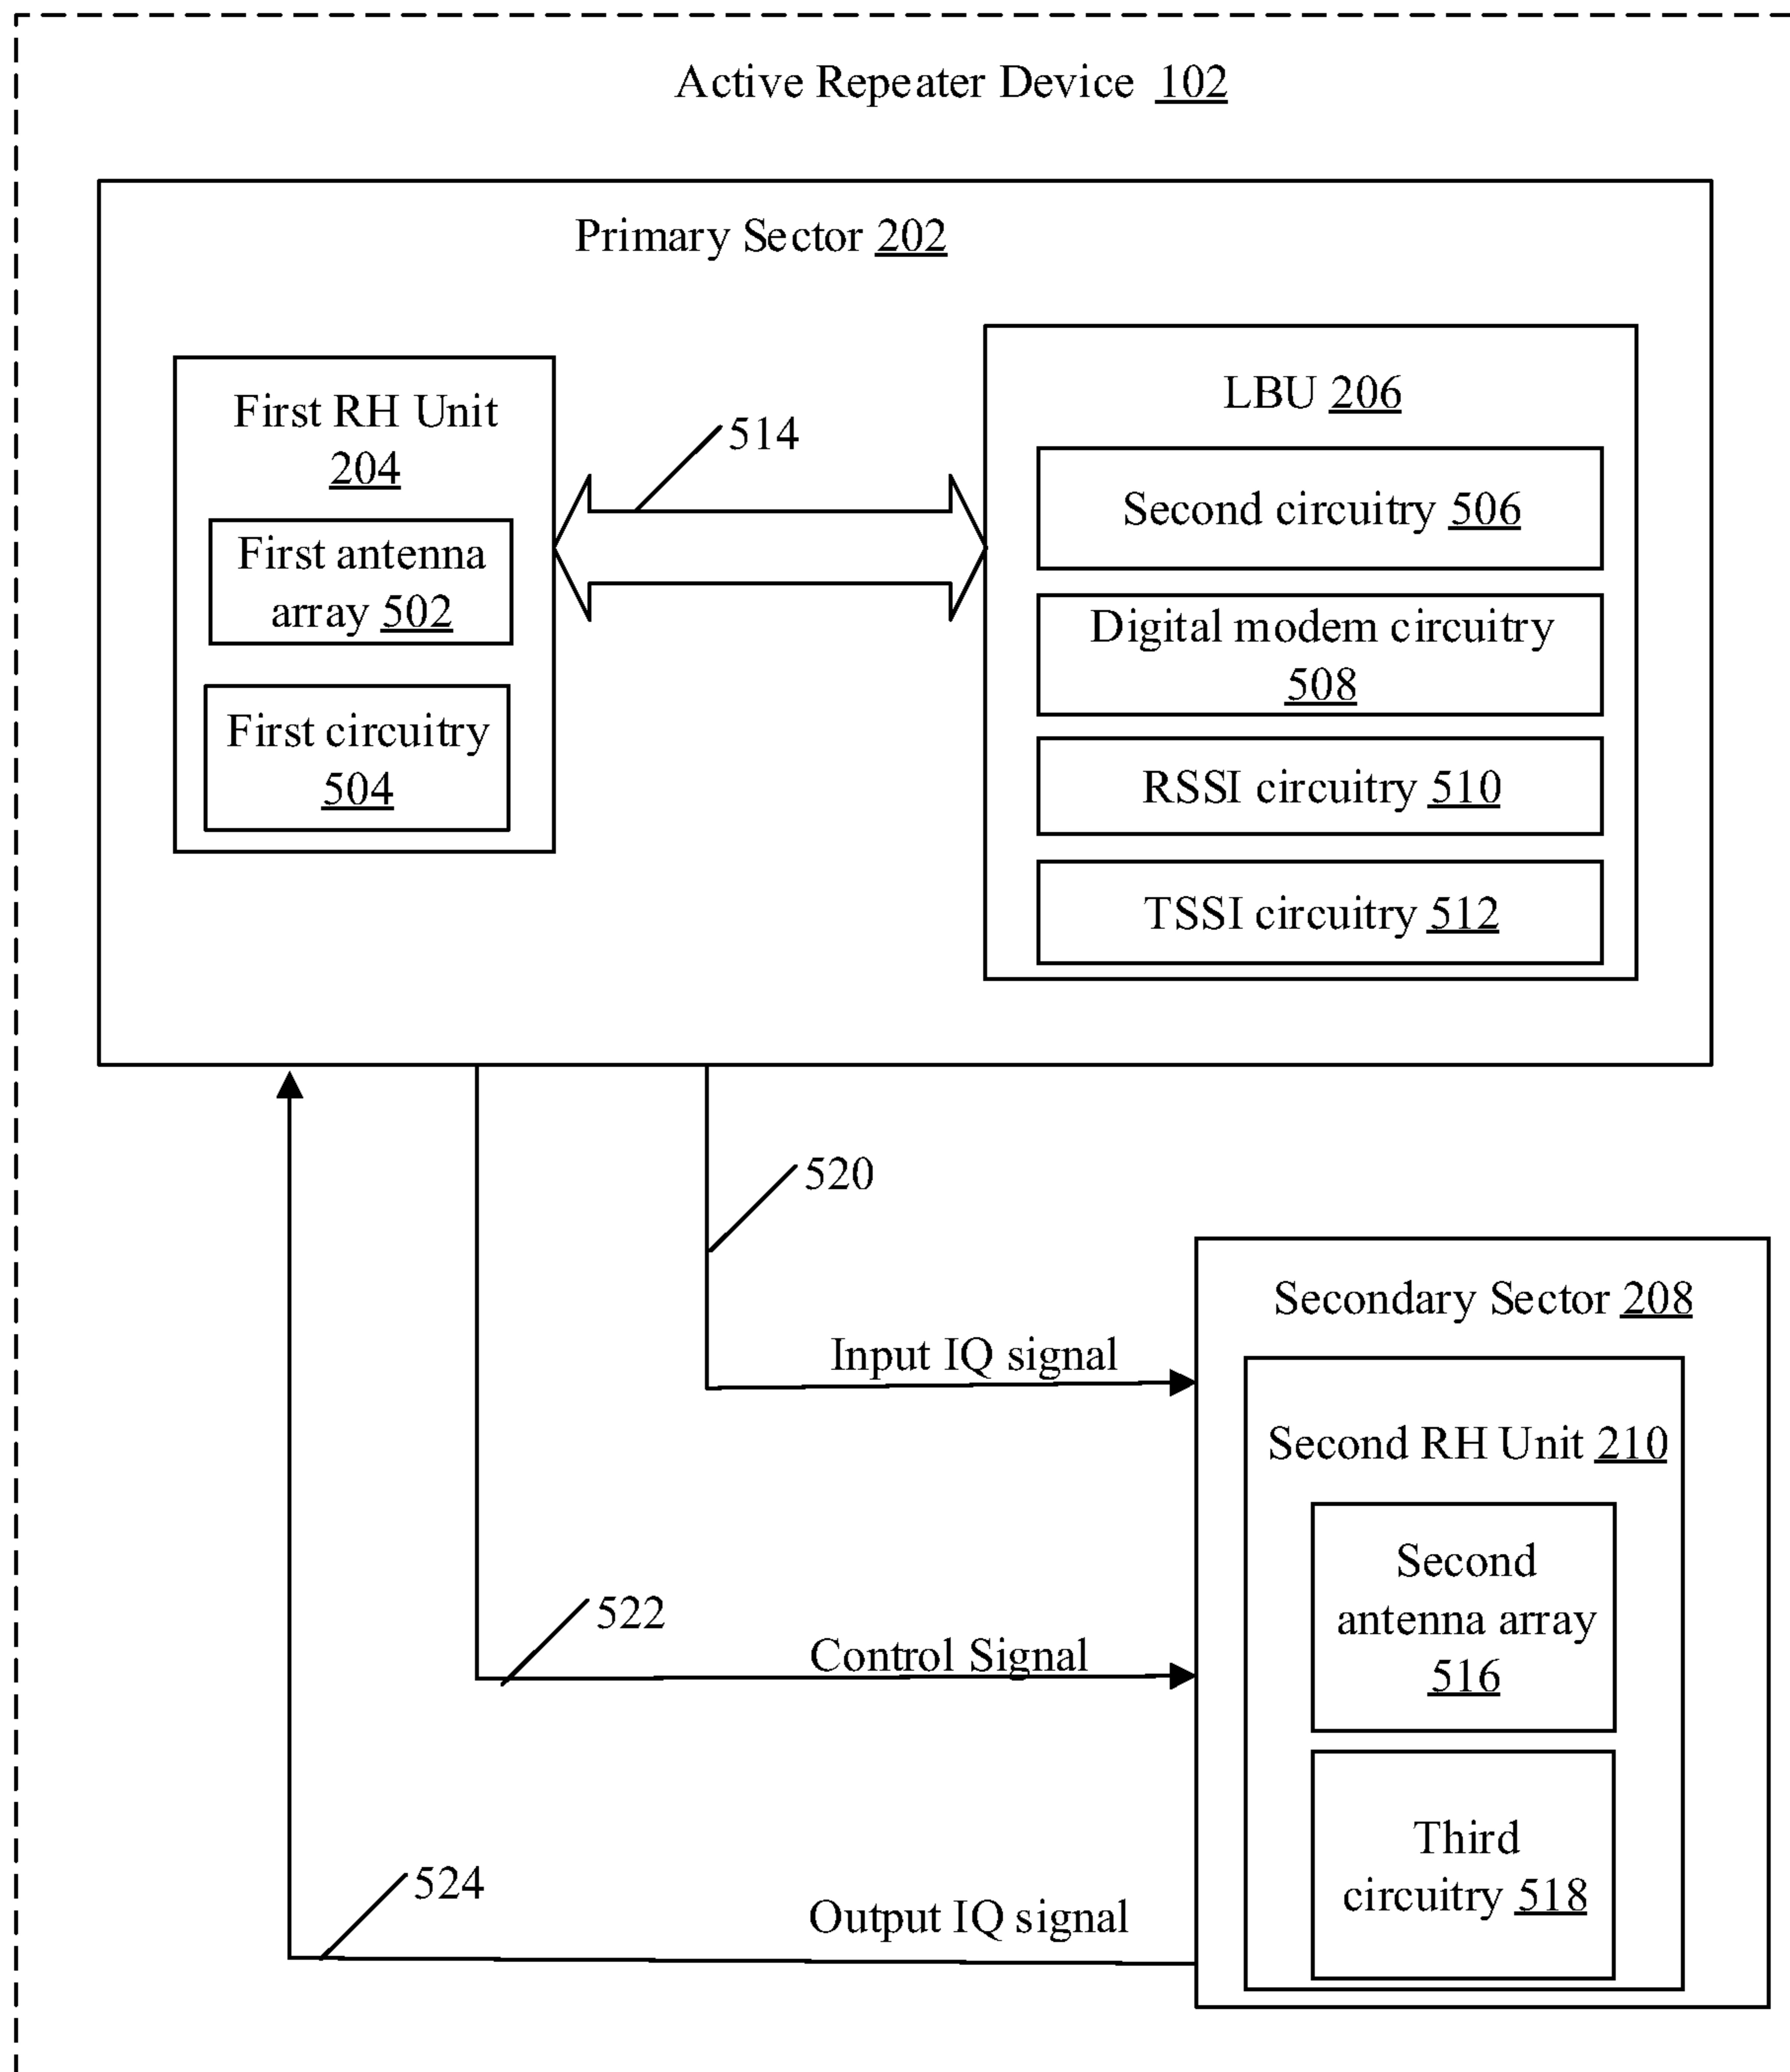 Active Repeater Device 102
Primary Sector 202
First RH Unit
204
First antenna
array 502
First circuitry
504
514
LBU 206
Second circuitry 506
Digital modem circuitry
508
RSSI circuitry 510
TSSI circuitry 512
520
Input IQ signal
522
Control Signal
524
Output IQ signal
Secondary Sector 208
Second RH Unit 210
Second
antenna array
516
Third
circuitry 518